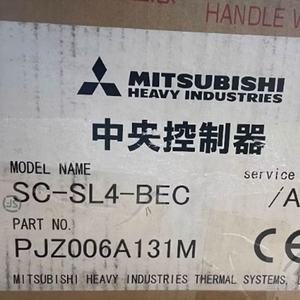 HANDLE W
MITSUBISHI
HEAVY INDUSTRIES
中央控制器
MODEL NAME
service
SC-SL4-BEC
/A
PART NO.
PJZ006A131M
CE
MITSUBISHI HEAVY INDUSTRIES THERMAL SYSTEMS,